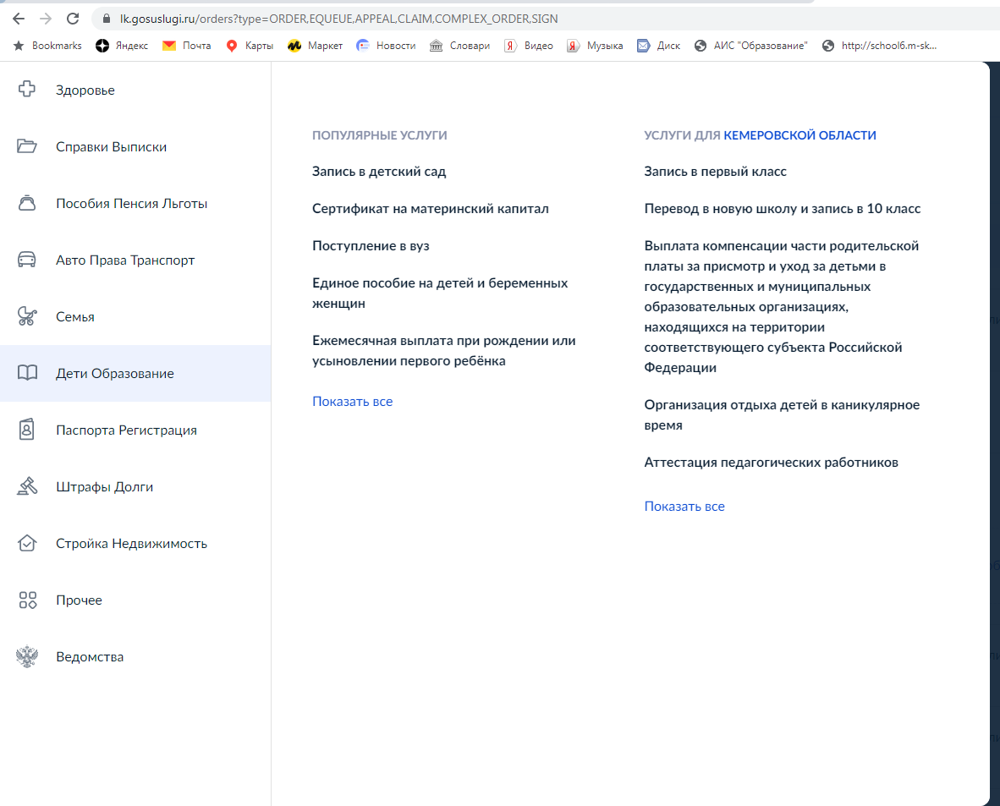 lk.gosuslugi.ru/orders?type=ORDER,EQUEUE,APPEAL,CLAIM,COMPLEX_ORDER,SIGN
Bookmarks Яндекс Почта Карты Маркет Новости Словари Видео Музыка Диск АИС "Образование" http://school6.m-sk...
Здоровье
Справки Выписки
Пособия Пенсия Льготы
Авто Права Транспорт
Семья
Дети Образование
Паспорта Регистрация
Штрафы Долги
Стройка Недвижимость
Прочее
Ведомства
ПОПУЛЯРНЫЕ УСЛУГИ
Запись в детский сад
Сертификат на материнский капитал
Поступление в вуз
Единое пособие на детей и беременных
женщин
Ежемесячная выплата при рождении или
усыновлении первого ребёнка
Показать все
УСЛУГИ ДЛЯ КЕМЕРОВСКОЙ ОБЛАСТИ
Запись в первый класс
Перевод в новую школу и запись в 10 класс
Выплата компенсации части родительской
платы за присмотр и уход за детьми в
государственных и муниципальных
образовательных организациях,
находящихся на территории
соответствующего субъекта Российской
Федерации
Организация отдыха детей в каникулярное
время
Аттестация педагогических работников
Показать все